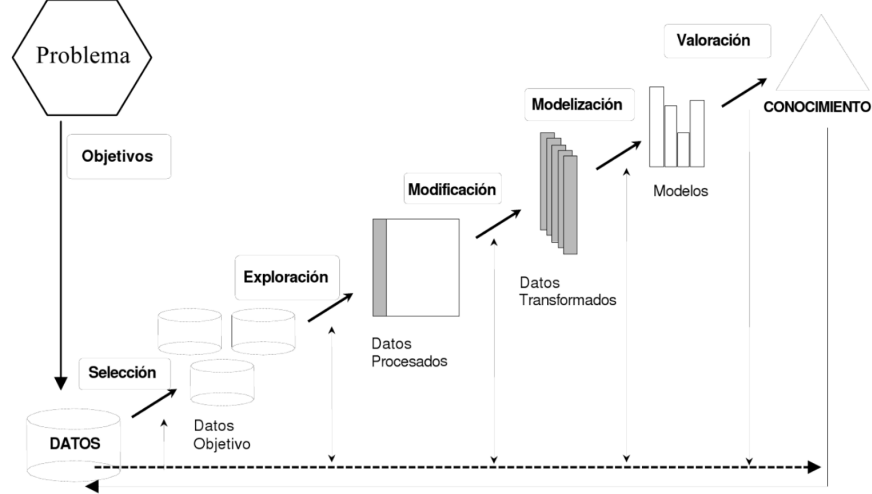 Problema
Objetivos
Valoración
CONOCIMIENTO
Modelización
Modelos
Modificación
Datos
Transformados
Exploración
Datos
Procesados
Selección
Datos
Objetivo
DATOS